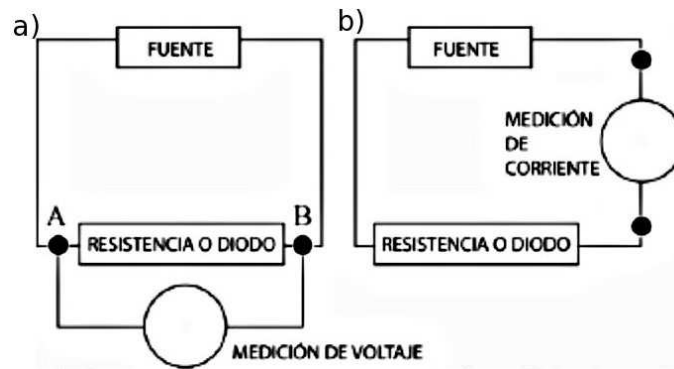 a)
FUENTE
A
B
RESISTENCIA O DIODO
MEDICIÓN DE VOLTAJE
b)
FUENTE
MEDICIÓN
DE
CORRIENTE
RESISTENCIA O DIODO